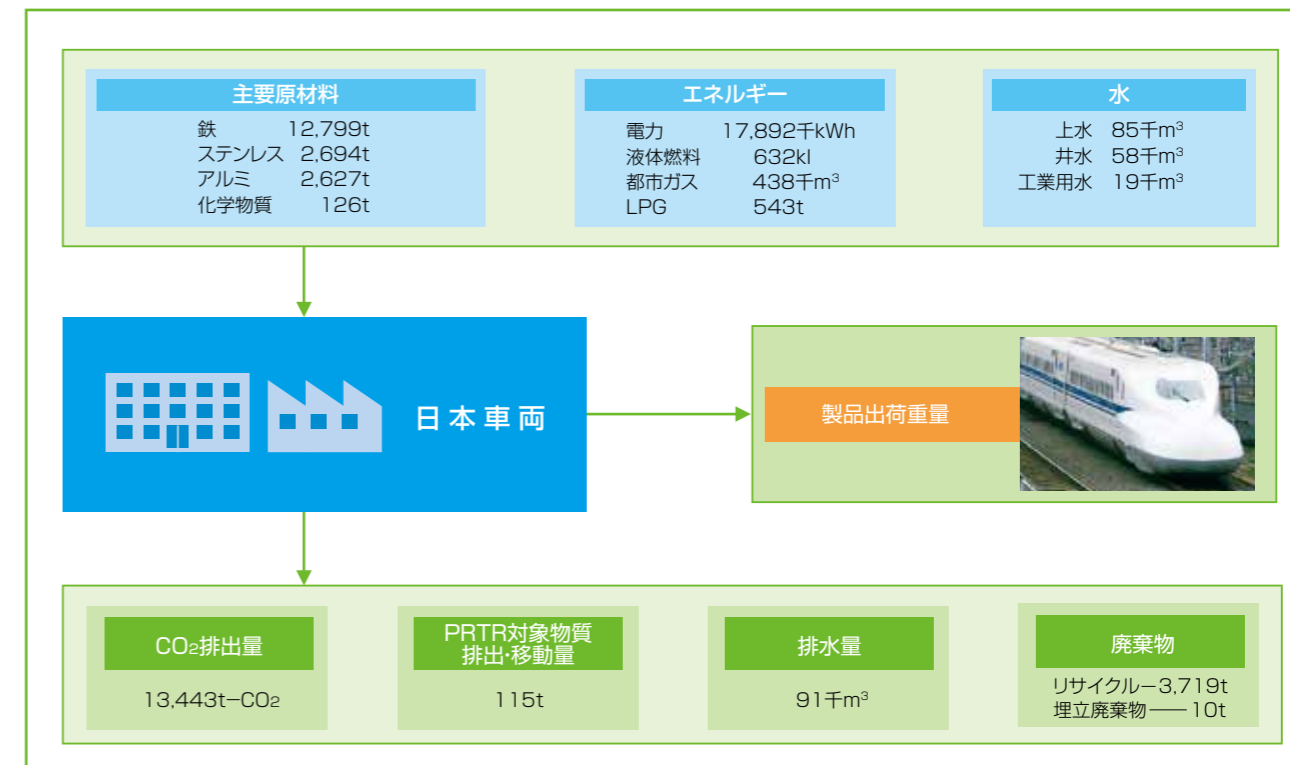 主要原材料
鉄 12,799t
ステンレス 2,694t
アルミ 2,627t
化学物質 126t
エネルギー
電力 17,892千kWh
液体燃料 632kl
都市ガス 438千m³
LPG 543t
水
上水 85千m³
井水 58千m³
工業用水 19千m³
日本車両
製品出荷重量
CO₂排出量
13,443t−CO₂
PRTR対象物質
排出・移動量
115t
排水量
91千m³
廃棄物
リサイクル−3,719t
埋立廃棄物──10t